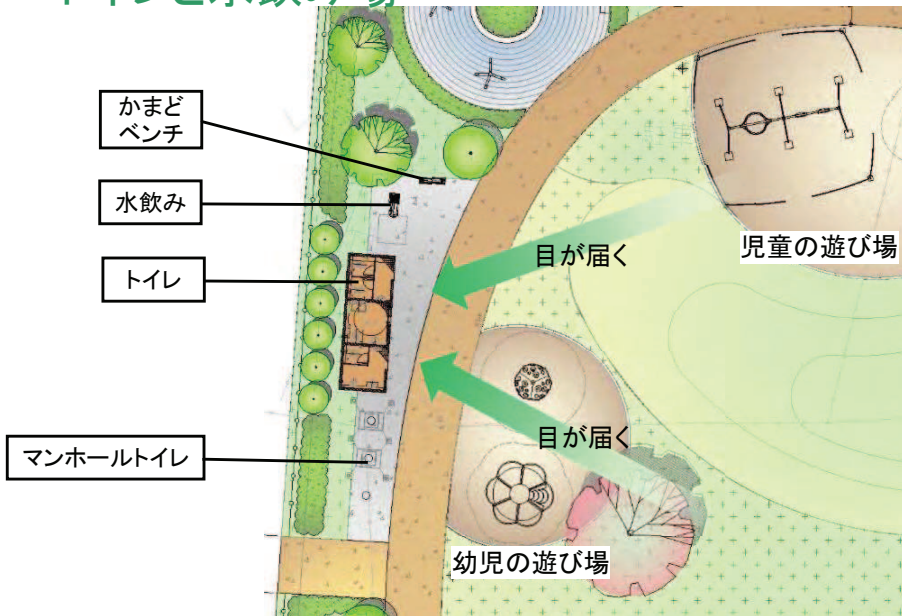 かまど
ベンチ
水飲み
トイレ
マンホールトイレ
目が届く
児童の遊び場
目が届く
幼児の遊び場